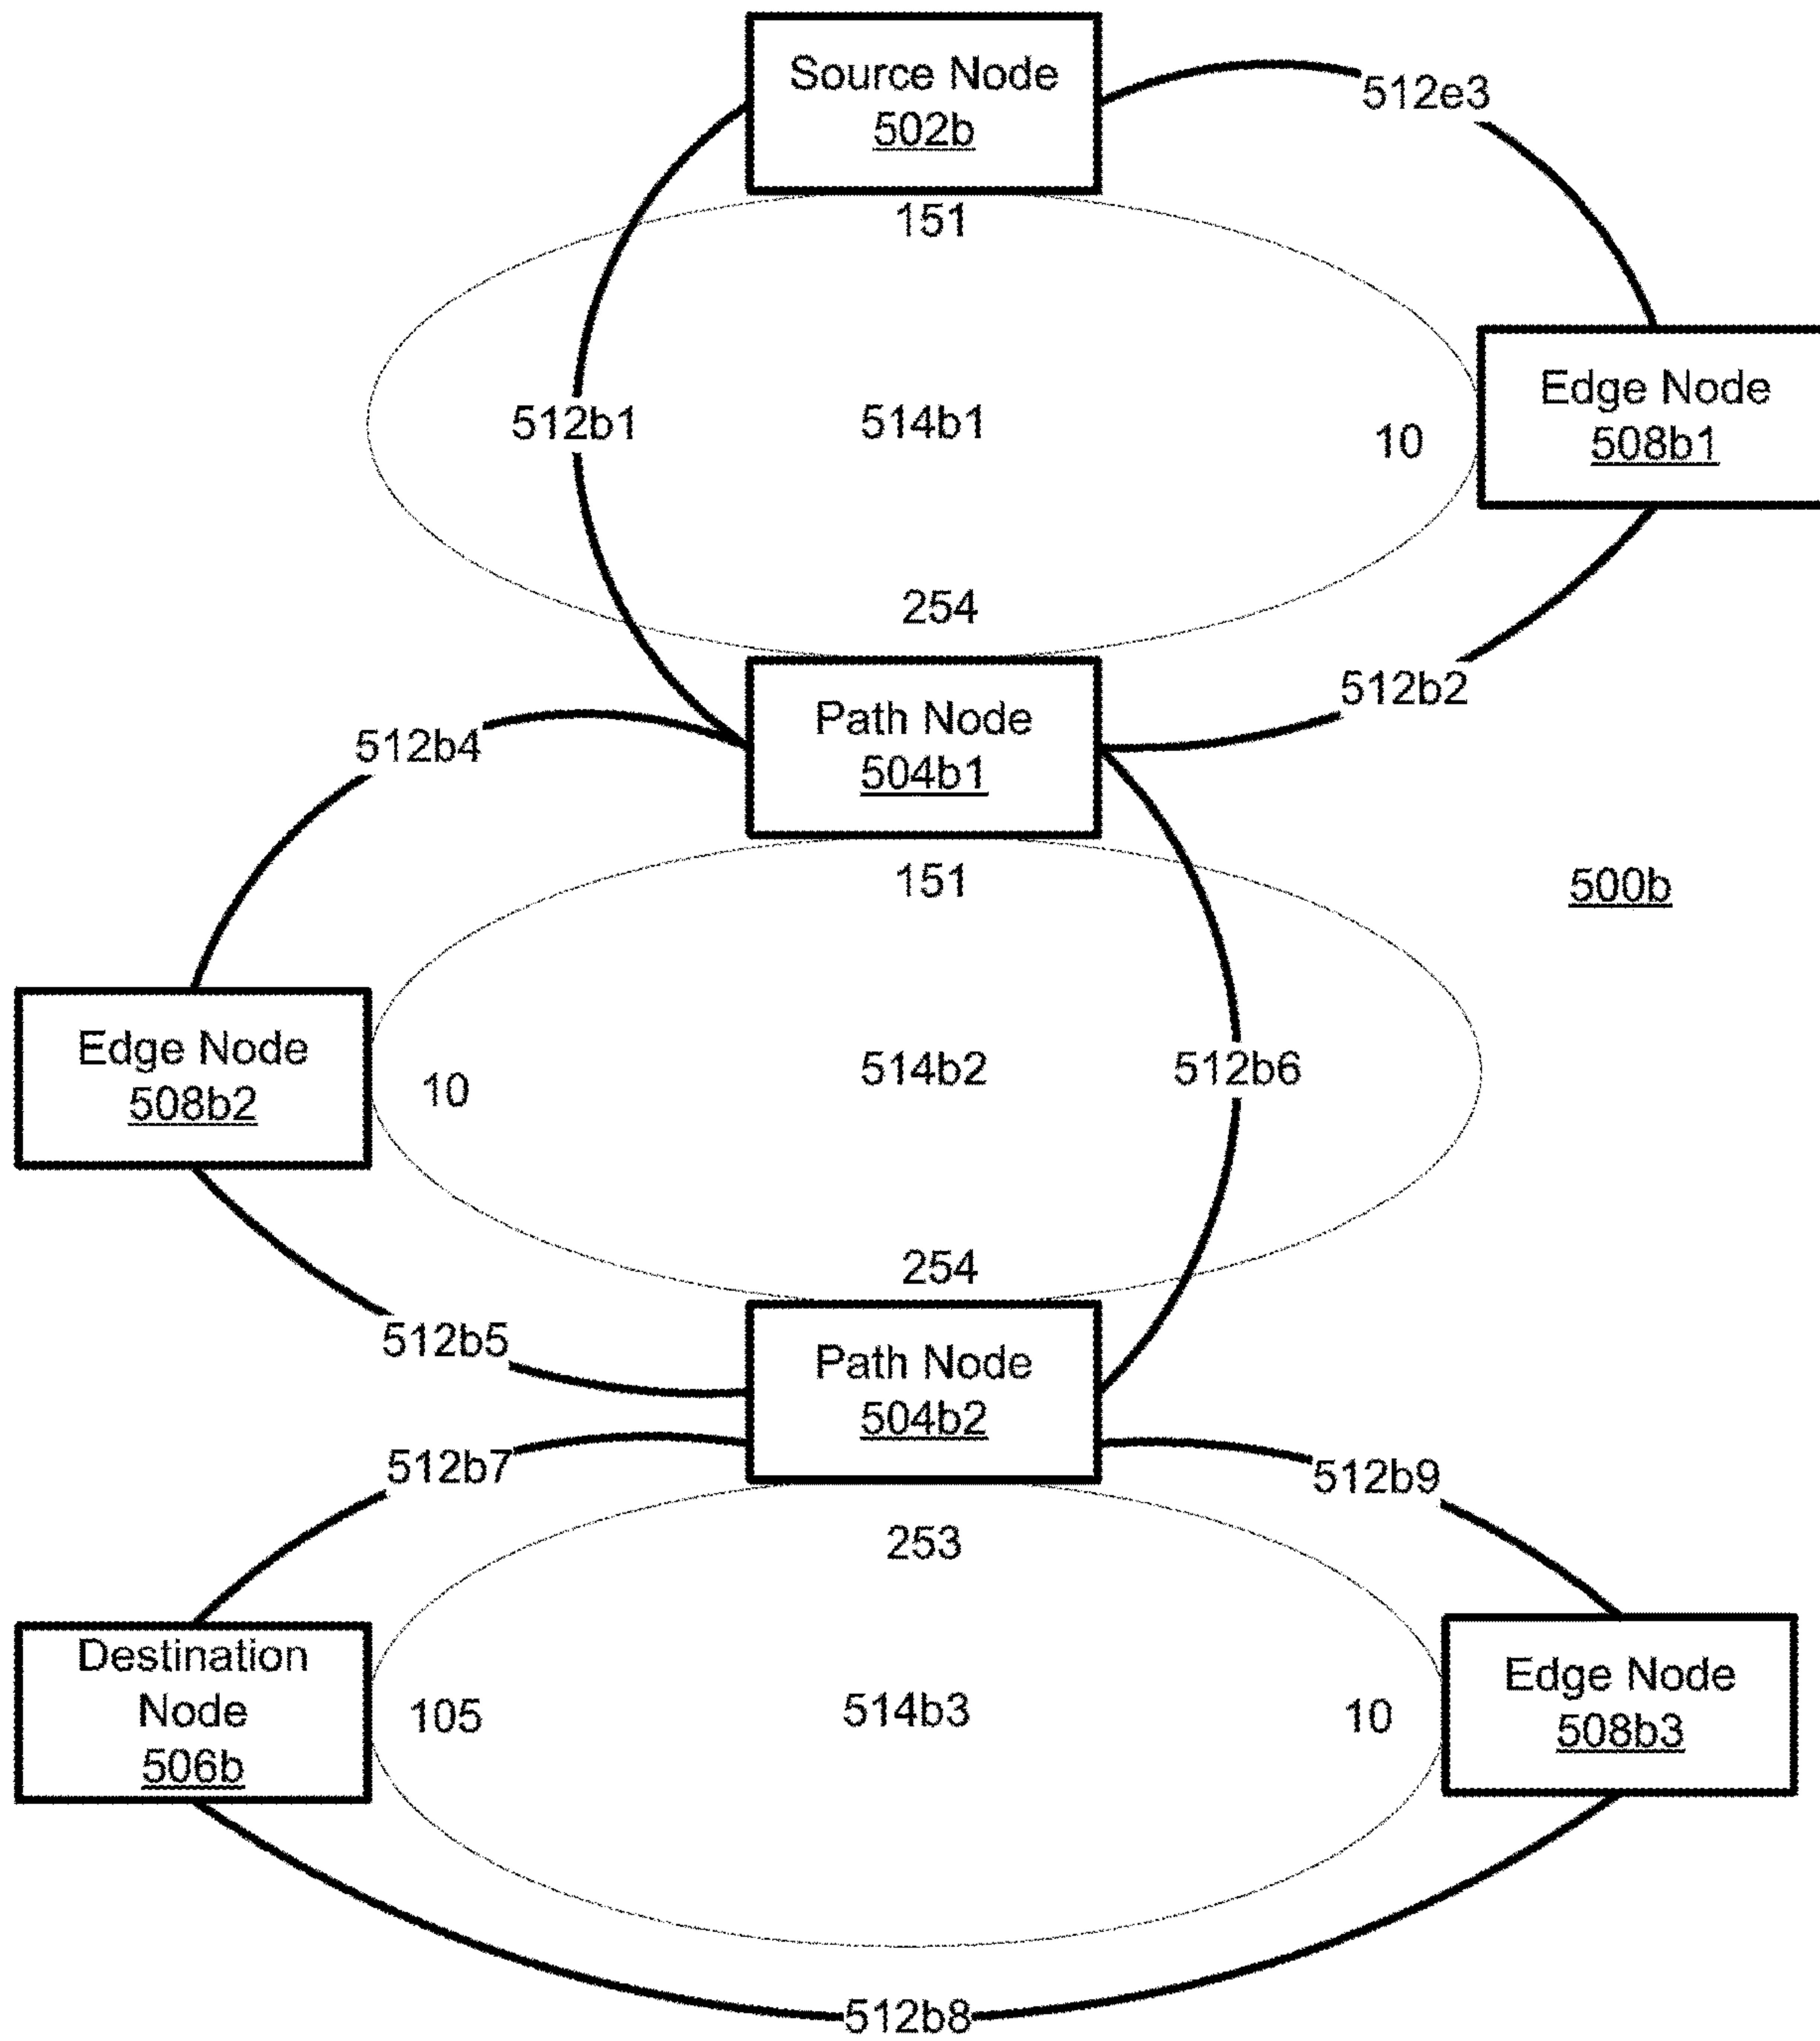 Source Node
502b
512e3
151
Edge Node
508b1
512b1
514b1
10
254
512b2
Path Node
504b1
512b4
151
500b
Edge Node
508b2
10
514b2
512b6
254
512b5
Path Node
504b2
512b7
512b9
253
Destination
Node
506b
105
514b3
10
Edge Node
508b3
512b8